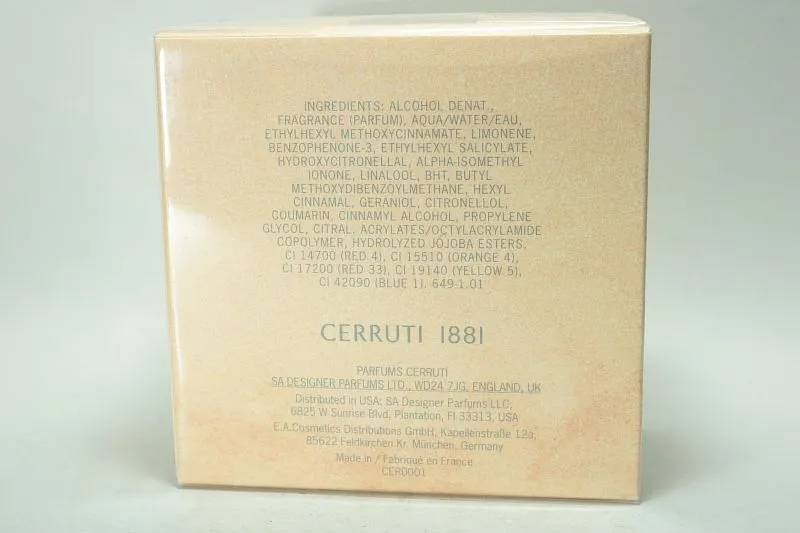 INGREDIENTS: ALCOHOL DENAT.,
FRAGRANCE (PARFUM), AQUA/WATER/EAU,
ETHYLHEXYL METHOXYCINNAMATE, LIMONENE,
BENZOPHENONE-3, ETHYLHEXYL SALICYLATE,
HYDROXYCITRONELLAL, ALPHA-ISOMETHYL
IONONE, LINALOOL, BHT, BUTYL
METHOXYDIBENZOYLMETHANE, HEXYL
CINNAMAL, GERANIOL, CITRONELLOL,
COUMARIN, CINNAMYL ALCOHOL, PROPYLENE
GLYCOL, CITRAL. ACRYLATES/OCTYLACRYLAMIDE
COPOLYMER, HYDROLYZED JOJOBA ESTERS.
CI 14700 (RED 4), CI 15510 (ORANGE 4),
CI 17200 (RED 33), CI 19140 (YELLOW 5),
CI 42090 (BLUE 1). 649-1.01
CERRUTI 1881
PARFUMS CERRUTI
SA DESIGNER PARFUMS LTD., WD24 7JG, ENGLAND, UK
Distributed in USA: SA Designer Parfums LLC,
6825 W Sunrise Blvd, Plantation, Fl 33313, USA
E.A.Cosmetics Distributions GmbH, Kapellenstraße 12a,
85622 Feldkirchen Kr. München, Germany
Made in / Fabriqué en France
CER0001